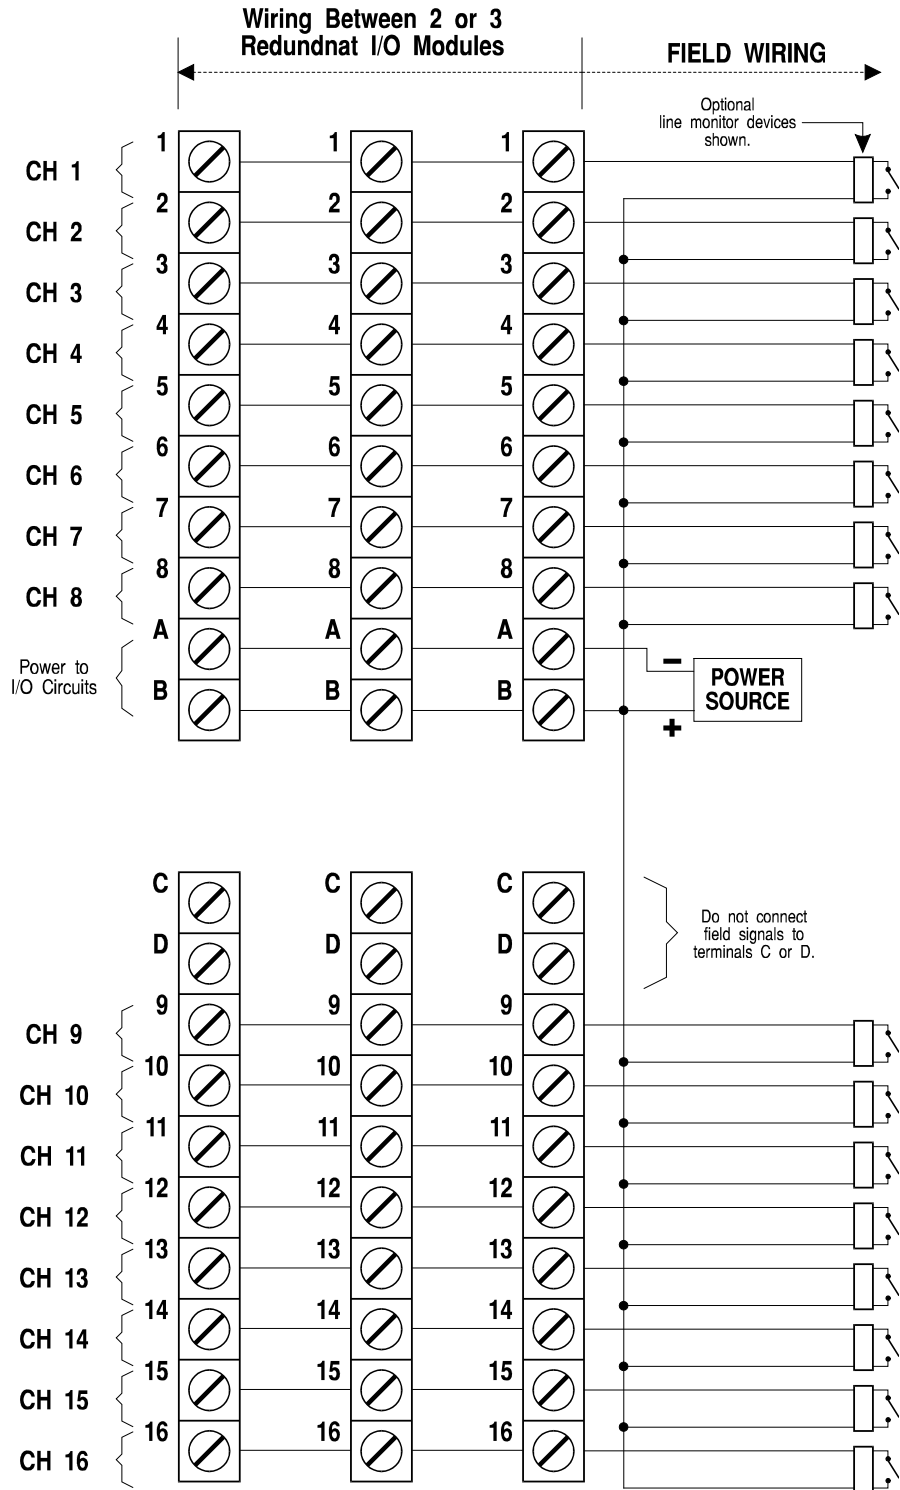 Wiring Between 2 or 3
Redundnat I/O Modules
FIELD WIRING
Optional
line monitor devices
shown.
CH 1 1 1 1
CH 2 2 2 2
CH 3 3 3 3
CH 4 4 4 4
CH 5 5 5 5
CH 6 6 6 6
CH 7 7 7 7
CH 8 8 8 8
A A A
Power to
I/O Circuits
B B B
−
POWER
SOURCE
+
C C C
D D D
Do not connect
field signals to
terminals C or D.
CH 9 9 9 9
CH 10 10 10 10
CH 11 11 11 11
CH 12 12 12 12
CH 13 13 13 13
CH 14 14 14 14
CH 15 15 15 15
CH 16 16 16 16